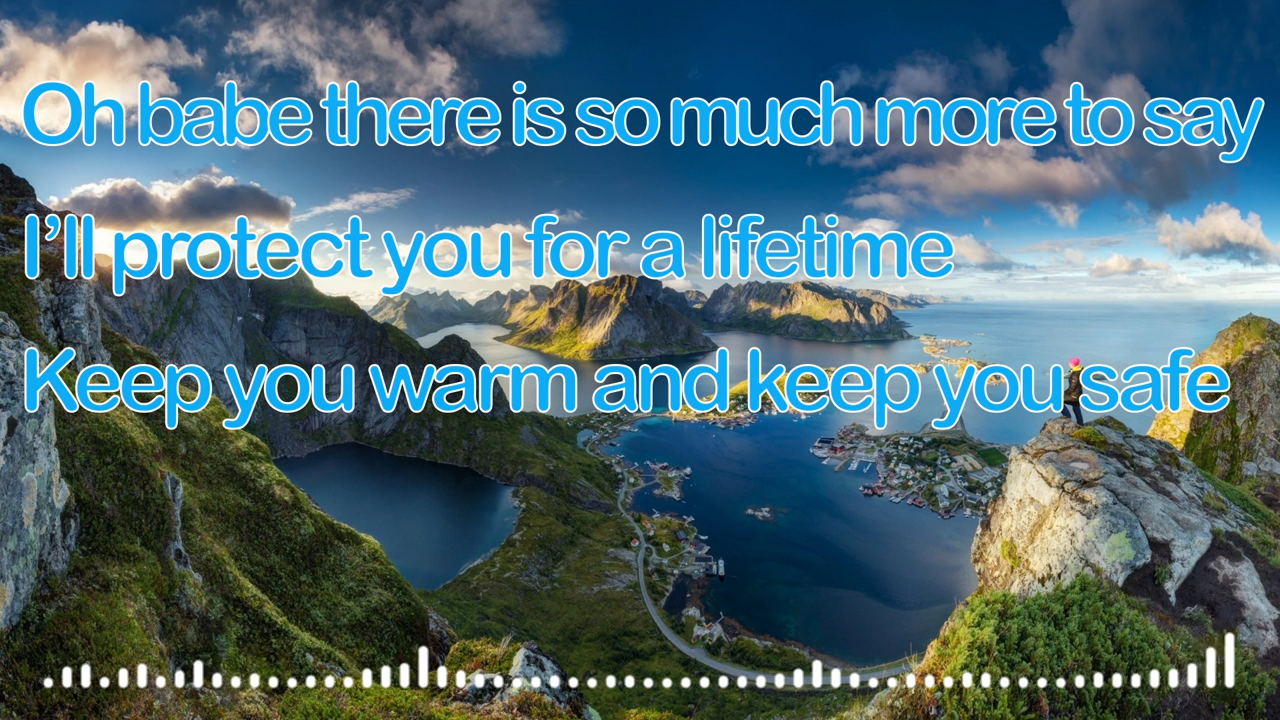 Oh babe there is so much more to say
I’ll protect you for a lifetime
Keep you warm and keep you safe